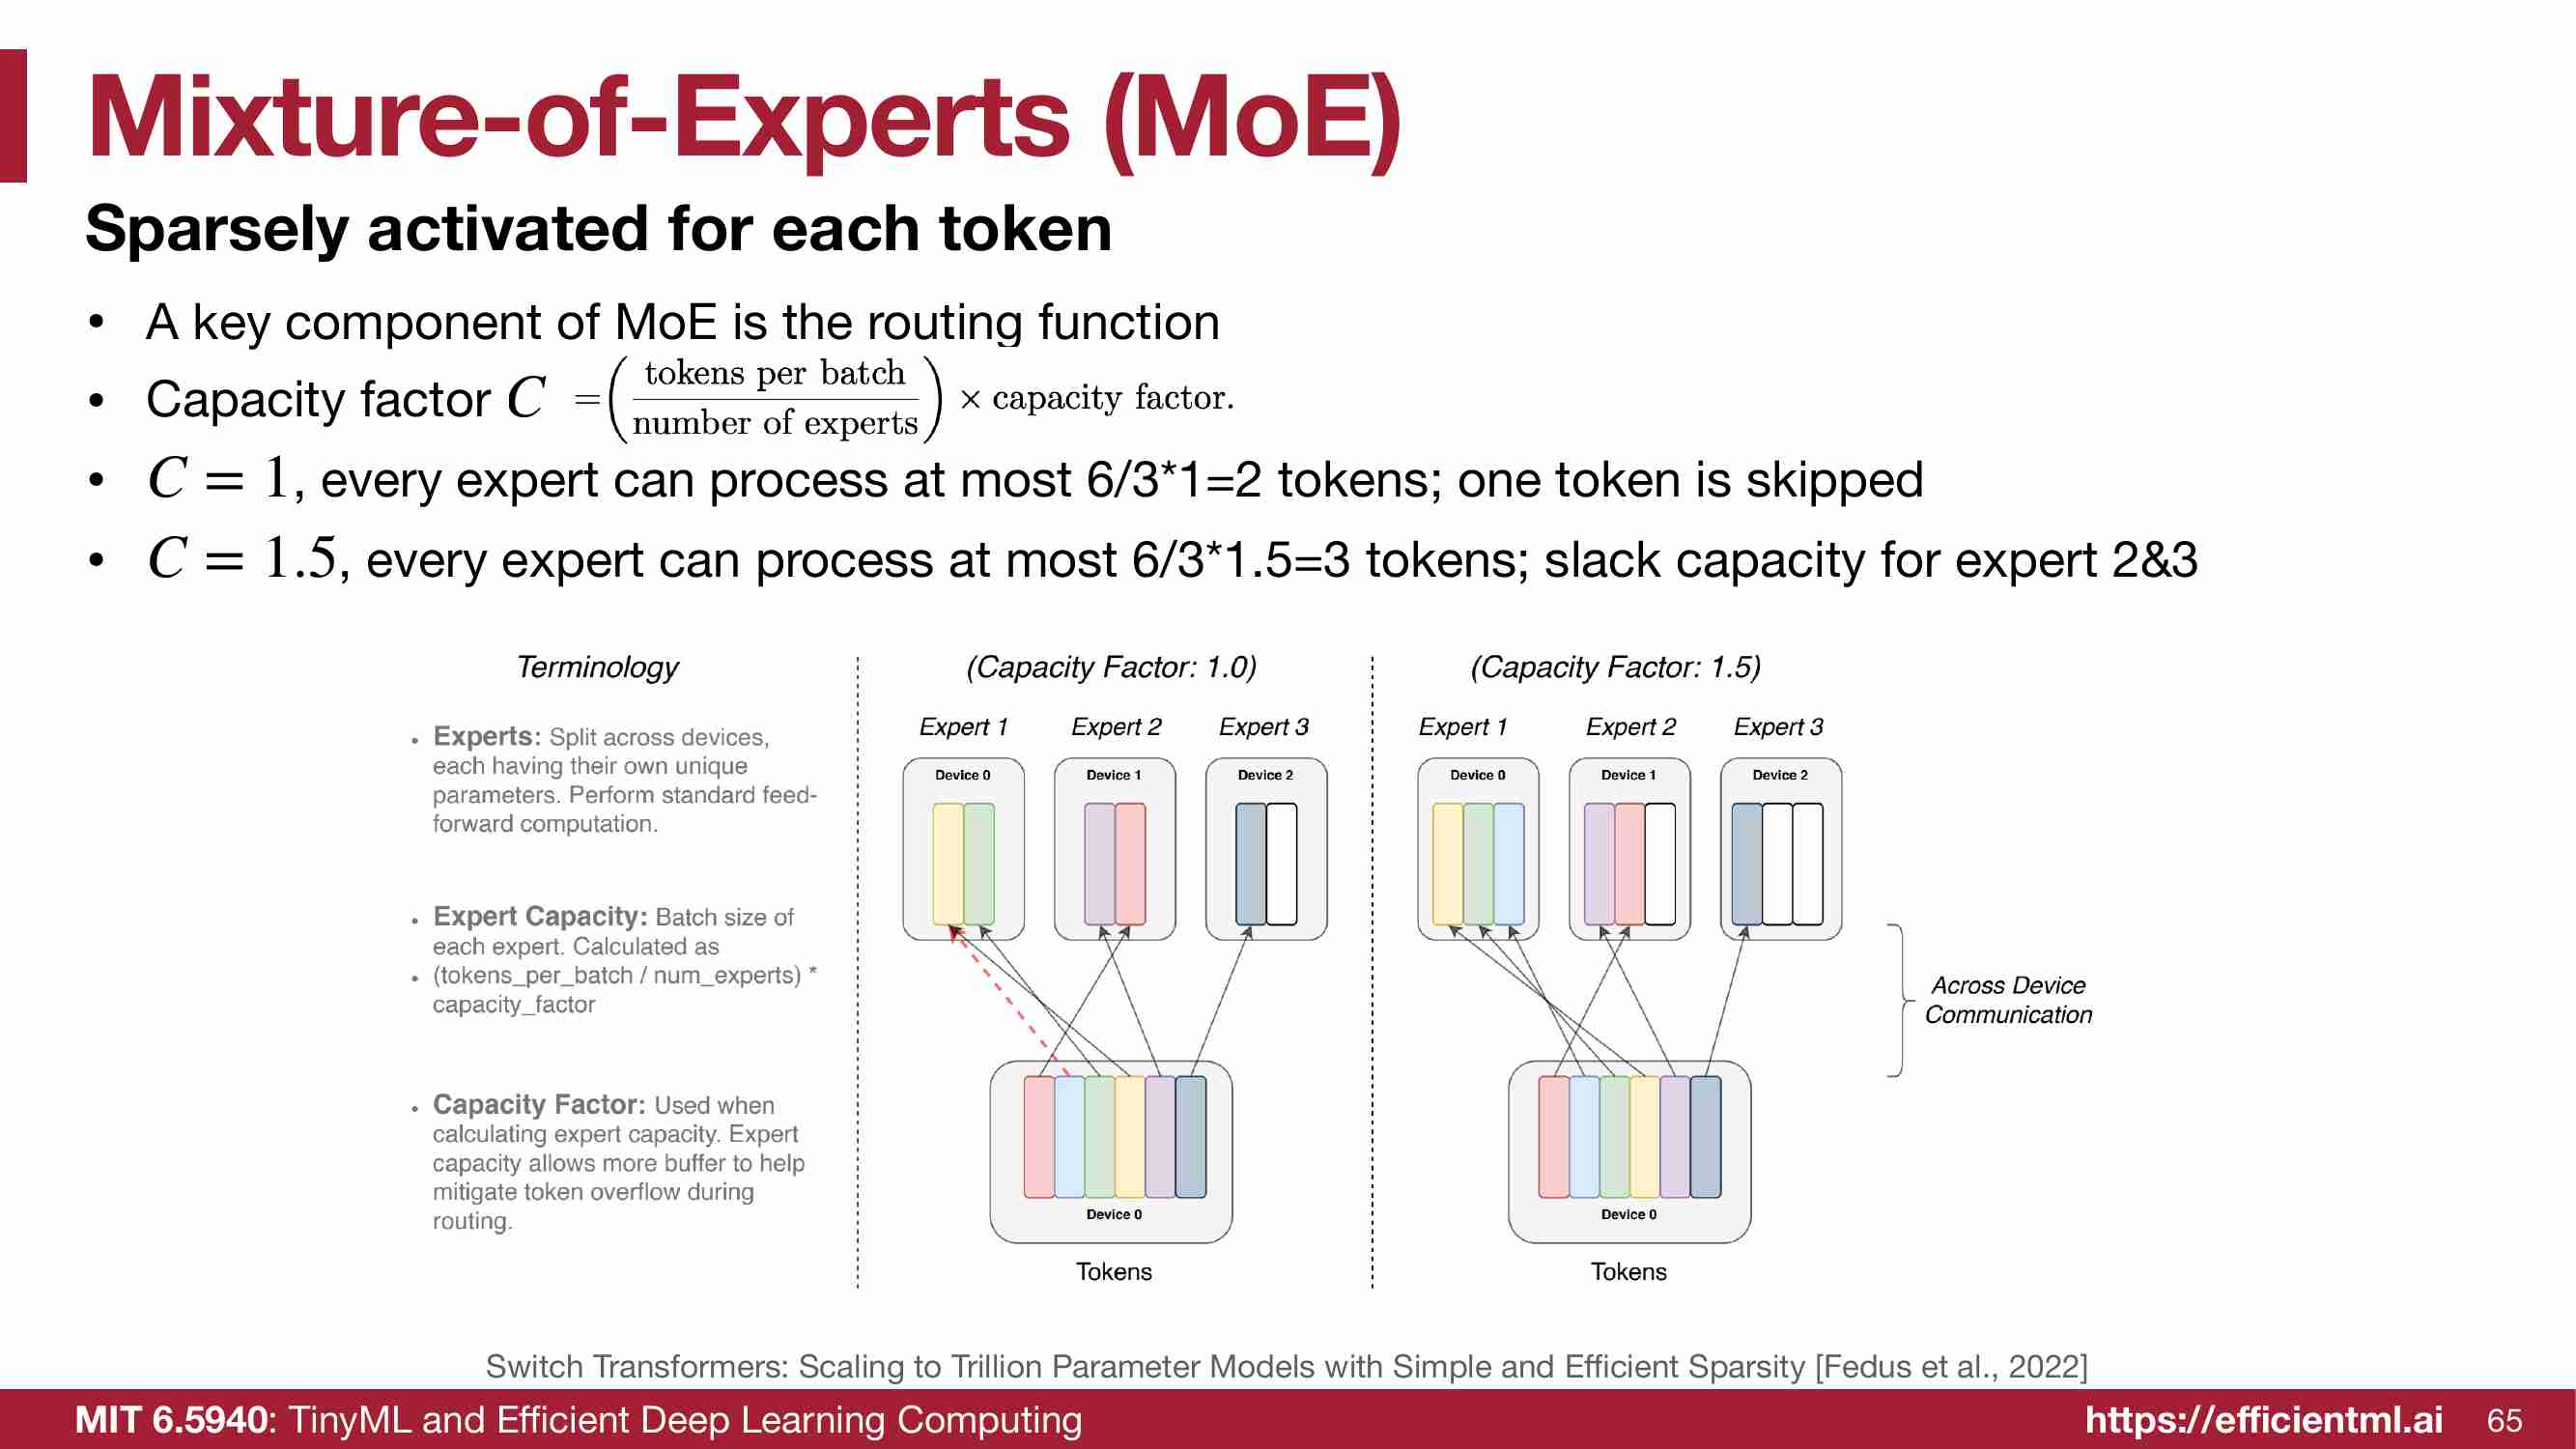 Mixture-of-Experts (MoE)
Sparsely activated for each token
• A key component of MoE is the routing function
• Capacity factor C = (tokens per batch / number of experts) × capacity factor.
• C = 1, every expert can process at most 6/3*1=2 tokens; one token is skipped
• C = 1.5, every expert can process at most 6/3*1.5=3 tokens; slack capacity for expert 2&3
Terminology
• Experts: Split across devices,
each having their own unique
parameters. Perform standard feed-
forward computation.
• Expert Capacity: Batch size of
each expert. Calculated as
• (tokens_per_batch / num_experts) *
capacity_factor
• Capacity Factor: Used when
calculating expert capacity. Expert
capacity allows more buffer to help
mitigate token overflow during
routing.
(Capacity Factor: 1.0)
Expert 1 Expert 2 Expert 3
Device 0 Device 1 Device 2
Device 0
Tokens
(Capacity Factor: 1.5)
Expert 1 Expert 2 Expert 3
Device 0 Device 1 Device 2
Device 0
Tokens
Across Device
Communication
Switch Transformers: Scaling to Trillion Parameter Models with Simple and Efficient Sparsity [Fedus et al., 2022]
MIT 6.5940: TinyML and Efficient Deep Learning Computing https://efficientml.ai 65